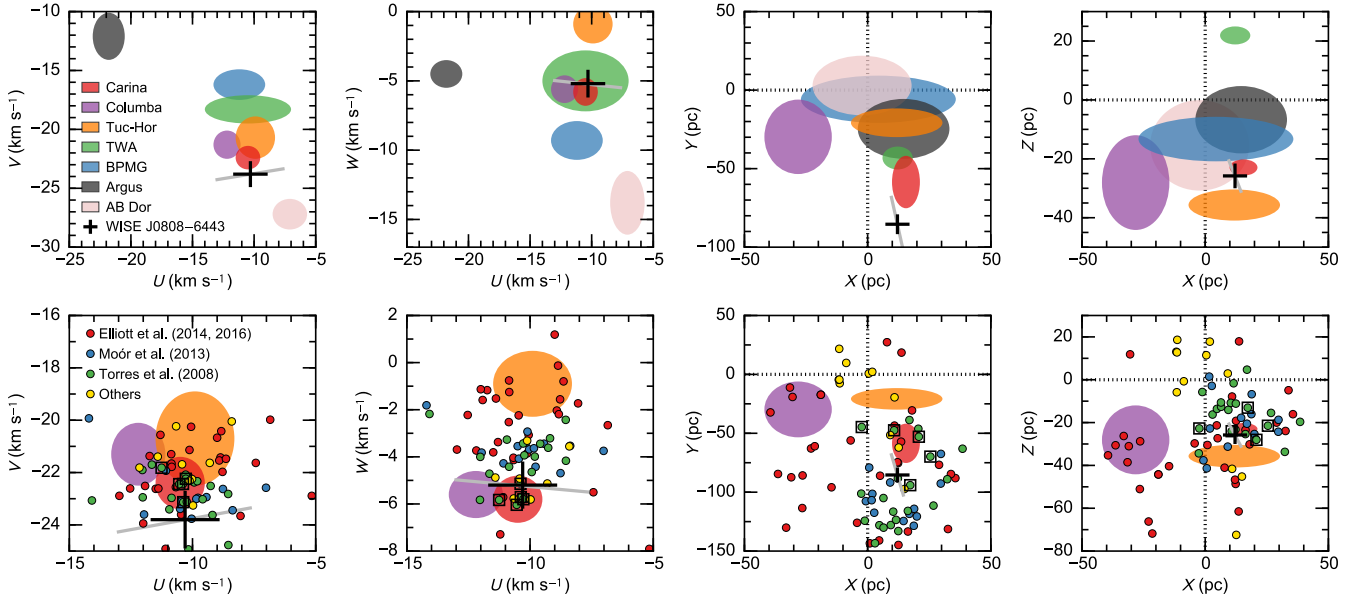 −10
−15
−20
−25
−30
−25
−20
−15
−10
−5
V (km s−1)
U (km s−1)
Carina
Columba
Tuc-Hor
TWA
BPMG
Argus
AB Dor
WISE J0808−6443
0
−5
−10
−15
−25
−20
−15
−10
−5
W (km s−1)
U (km s−1)
50
0
−50
−100
−50
0
50
Y (pc)
X (pc)
20
0
−20
−40
−50
0
50
Z (pc)
X (pc)
−16
−18
−20
−22
−24
−15
−10
−5
V (km s−1)
U (km s−1)
Elliott et al. (2014, 2016)
Moór et al. (2013)
Torres et al. (2008)
Others
2
0
−2
−4
−6
−8
−15
−10
−5
W (km s−1)
U (km s−1)
50
0
−50
−100
−150
−50
0
50
Y (pc)
X (pc)
40
20
0
−20
−40
−60
−80
−50
0
50
Z (pc)
X (pc)